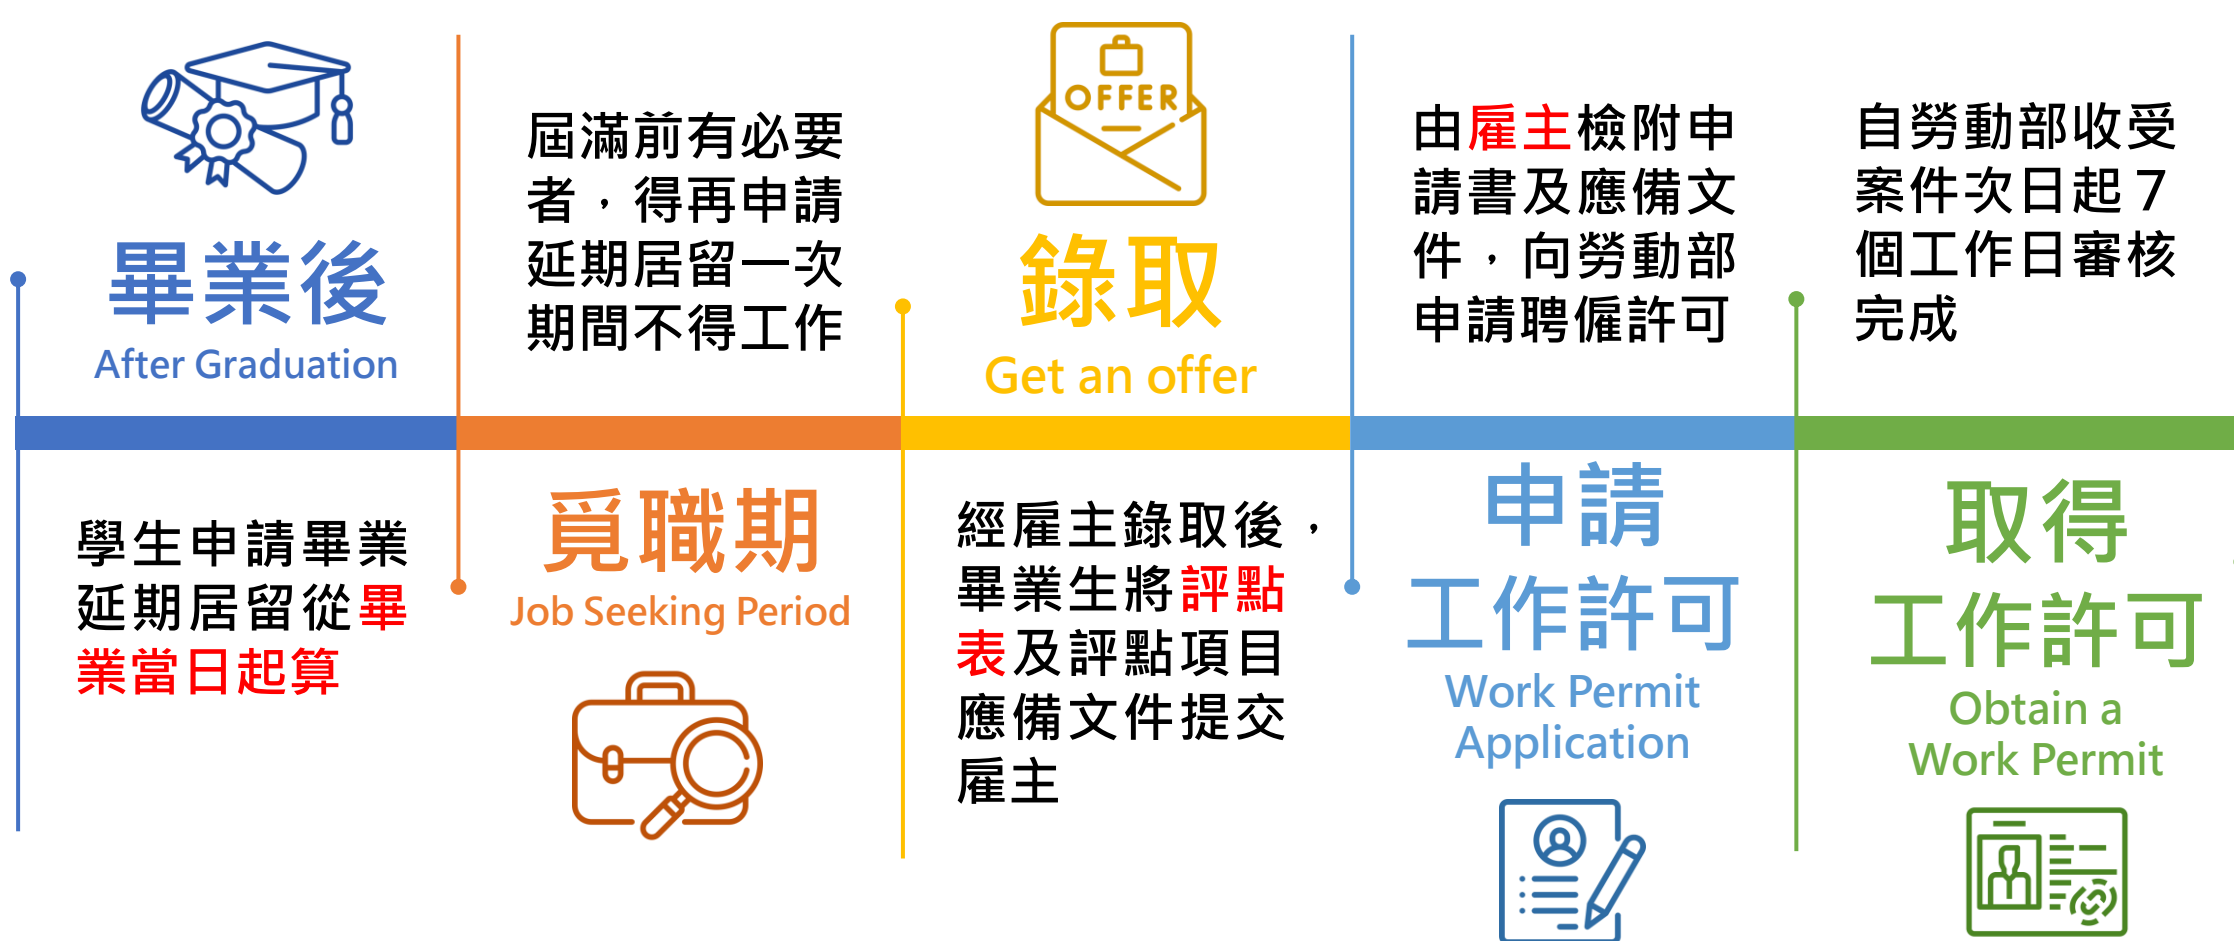 畢業後
After Graduation
學生申請畢業
延期居留從畢
業當日起算
屆滿前有必要
者，得再申請
延期居留一次
期間不得工作
覓職期
Job Seeking Period
OFFER
錄取
Get an offer
經雇主錄取後，
畢業生將評點
表及評點項目
應備文件提交
雇主
由雇主檢附申
請書及應備文
件，向勞動部
申請聘僱許可
申請
工作許可
Work Permit
Application
自勞動部收受
案件次日起7
個工作日審核
完成
取得
工作許可
Obtain a
Work Permit